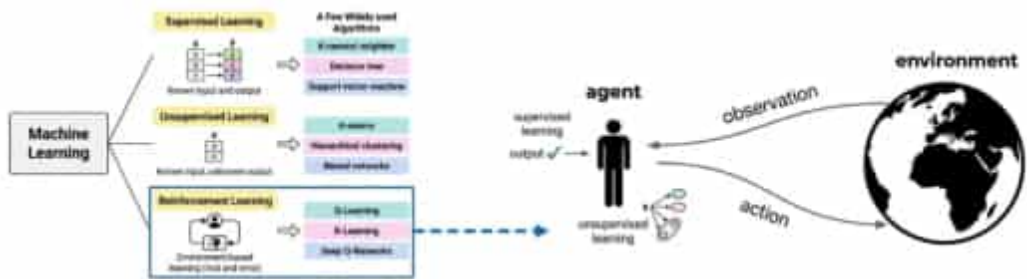 Machine
Learning
Supervised Learning
Known input and output
A Few Widely used
Algorithms
K-nearest neighbor
Decision tree
Support vector machine
Unsupervised Learning
Known input, unknown output
K-means
Hierarchical clustering
Neural networks
Reinforcement Learning
Environment-based
learning (trial and error)
Q-Learning
R-Learning
Deep Q-Networks
agent
supervised
learning
output
unsupervised
learning
observation
action
environment